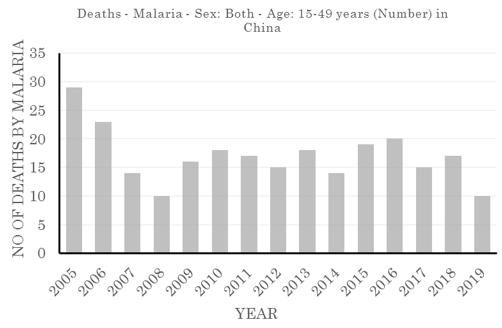 Deaths - Malaria - Sex: Both - Age: 15-49 years (Number) in
China
NO OF DEATHS BY MALARIA
35
30
25
20
15
10
5
0
2005 2006 2007 2008 2009 2010 2011 2012 2013 2014 2015 2016 2017 2018 2019
YEAR